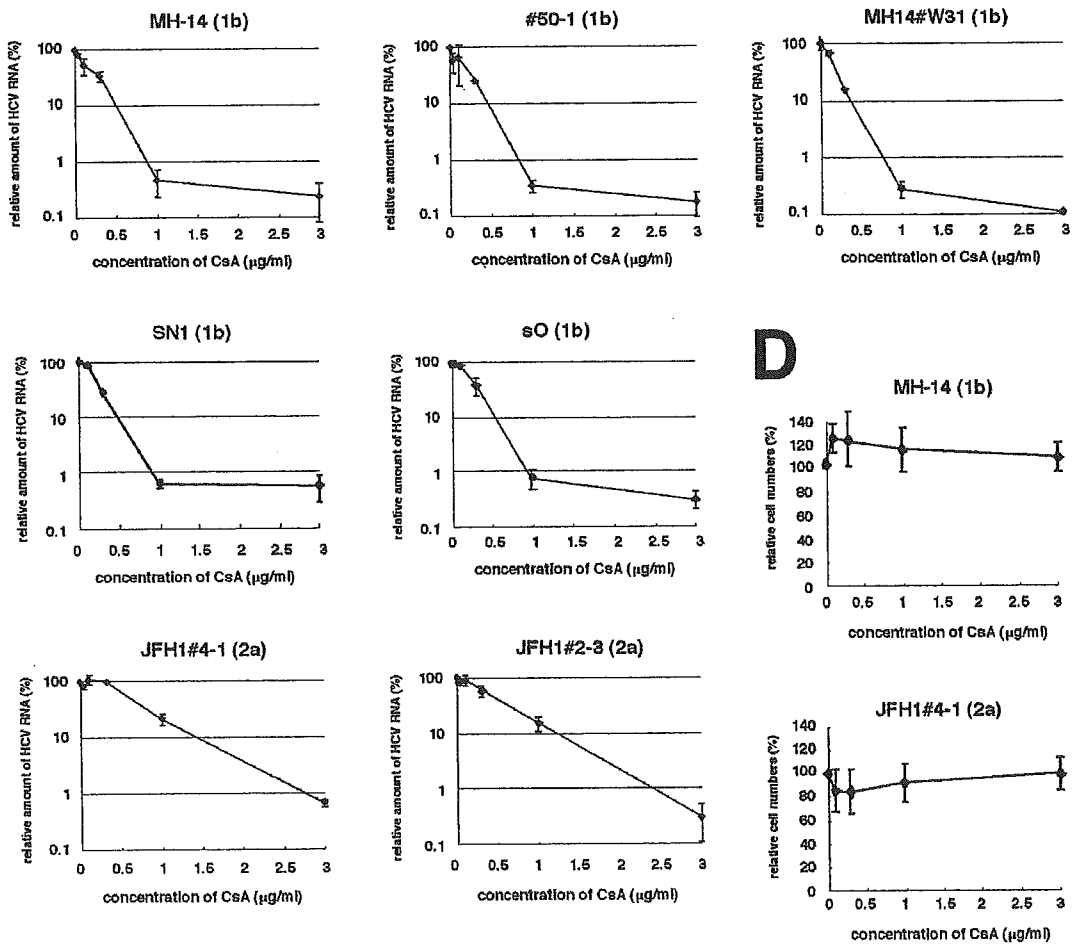 MH-14 (1b)
relative amount of HCV RNA (%)
100
10
1
0.1
0 0.5 1 1.5 2 2.5 3
concentration of CsA (μg/ml)
#50-1 (1b)
relative amount of HCV RNA (%)
100
10
1
0.1
0 0.5 1 1.5 2 2.5 3
concentration of CsA (μg/ml)
MH14#W31 (1b)
relative amount of HCV RNA (%)
100
10
1
0.1
0 0.5 1 1.5 2 2.5 3
concentration of CsA (μg/ml)
SN1 (1b)
relative amount of HCV RNA (%)
100
10
1
0.1
0 0.5 1 1.5 2 2.5 3
concentration of CsA (μg/ml)
sO (1b)
relative amount of HCV RNA (%)
100
10
1
0.1
0 0.5 1 1.5 2 2.5 3
concentration of CsA (μg/ml)
D
MH-14 (1b)
relative cell numbers (%)
140
120
100
80
60
40
20
0
0 0.5 1 1.5 2 2.5 3
concentration of CsA (μg/ml)
JFH1#4-1 (2a)
relative amount of HCV RNA (%)
100
10
1
0.1
0 0.5 1 1.5 2 2.5 3
concentration of CsA (μg/ml)
JFH1#2-3 (2a)
relative amount of HCV RNA (%)
100
10
1
0.1
0 0.5 1 1.5 2 2.5 3
concentration of CsA (μg/ml)
JFH1#4-1 (2a)
relative cell numbers (%)
140
120
100
80
60
40
20
0
0 0.5 1 1.5 2 2.5 3
concentration of CsA (μg/ml)